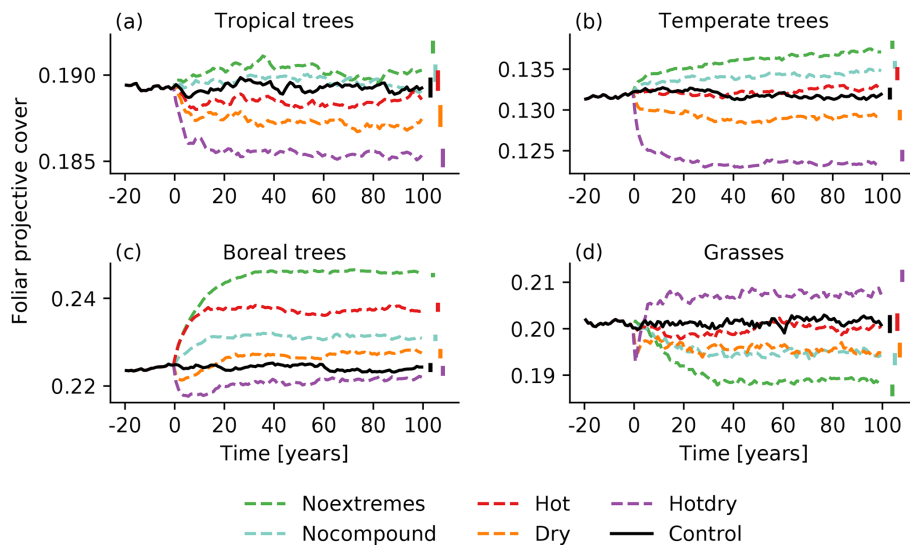 (a) Tropical trees
(b) Temperate trees
0.190
0.185
0.135
0.130
0.125
-20 0 20 40 60 80 100
-20 0 20 40 60 80 100
(c) Boreal trees
(d) Grasses
0.24
0.22
0.21
0.20
0.19
-20 0 20 40 60 80 100
-20 0 20 40 60 80 100
Time [years]
Time [years]
Foliar projective cover
Noextremes Hot Hotdry
Nocompound Dry Control